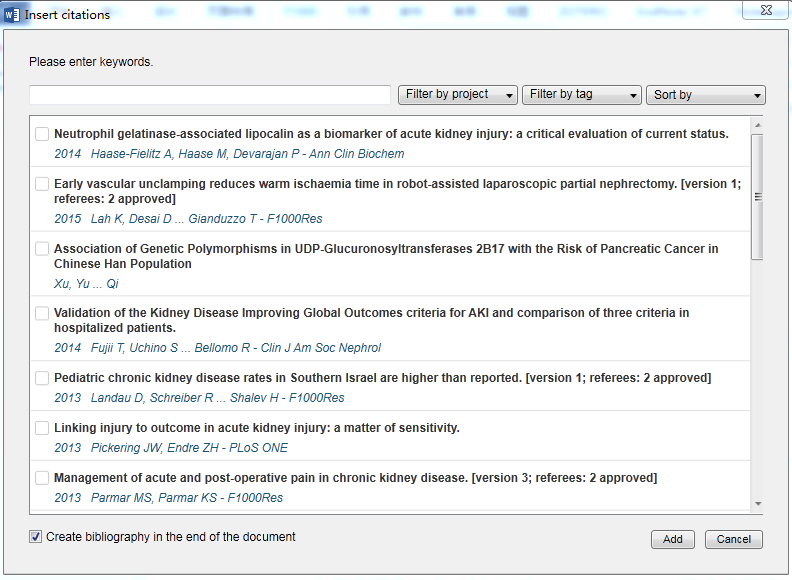 Insert citations
Please enter keywords.
Filter by project
Filter by tag
Sort by
Neutrophil gelatinase-associated lipocalin as a biomarker of acute kidney injury: a critical evaluation of current status.
2014 Haase-Fielitz A, Haase M, Devarajan P - Ann Clin Biochem
Early vascular unclamping reduces warm ischaemia time in robot-assisted laparoscopic partial nephrectomy. [version 1;
referees: 2 approved]
2015 Lah K, Desai D ... Gianduzzo T - F1000Res
Association of Genetic Polymorphisms in UDP-Glucuronosyltransferases 2B17 with the Risk of Pancreatic Cancer in
Chinese Han Population
Xu, Yu ... Qi
Validation of the Kidney Disease Improving Global Outcomes criteria for AKI and comparison of three criteria in
hospitalized patients.
2014 Fujii T, Uchino S ... Bellomo R - Clin J Am Soc Nephrol
Pediatric chronic kidney disease rates in Southern Israel are higher than reported. [version 1; referees: 2 approved]
2013 Landau D, Schreiber R ... Shalev H - F1000Res
Linking injury to outcome in acute kidney injury: a matter of sensitivity.
2013 Pickering JW, Endre ZH - PLoS ONE
Management of acute and post-operative pain in chronic kidney disease. [version 3; referees: 2 approved]
2013 Parmar MS, Parmar KS - F1000Res
Create bibliography in the end of the document
Add
Cancel